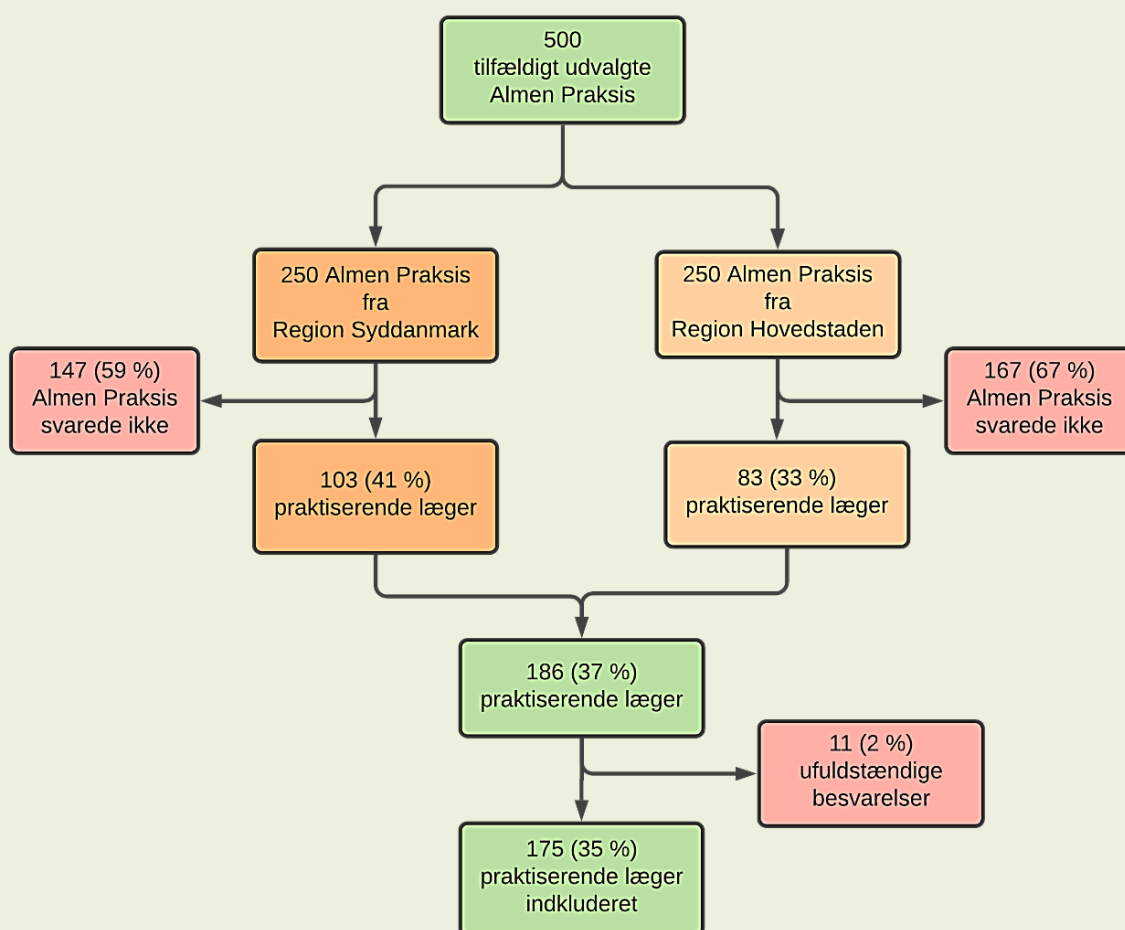 500
tilfældigt udvalgte
Almen Praksis
250 Almen Praksis
fra
Region Syddanmark
250 Almen Praksis
fra
Region Hovedstaden
147 (59 %)
Almen Praksis
svarede ikke
167 (67 %)
Almen Praksis
svarede ikke
103 (41 %)
praktiserende læger
83 (33 %)
praktiserende læger
186 (37 %)
praktiserende læger
11 (2 %)
ufuldstændige
besvarelser
175 (35 %)
praktiserende læger
indkluderet